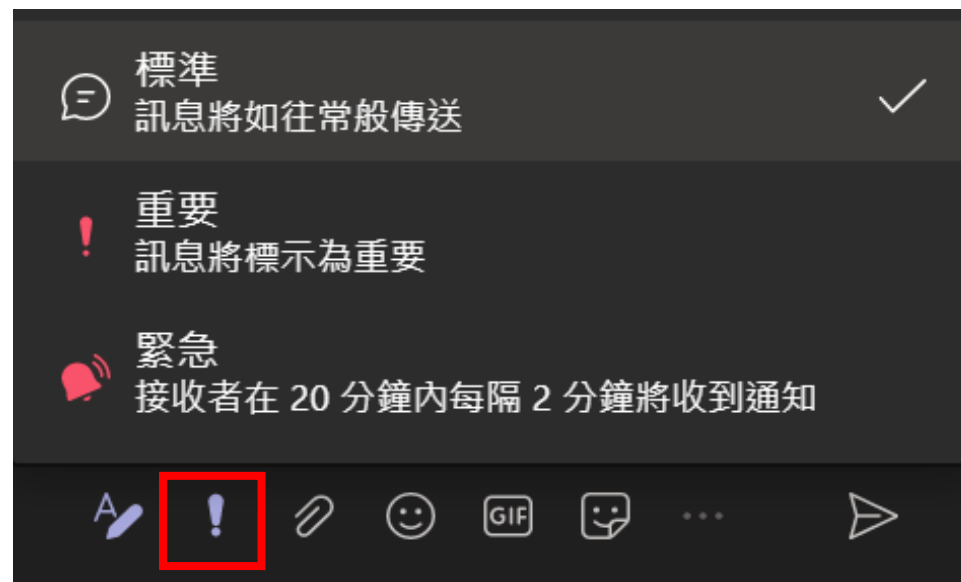 標準
訊息將如往常般傳送
重要
訊息將標示為重要
緊急
接收者在 20 分鐘內每隔 2 分鐘將收到通知
GIF